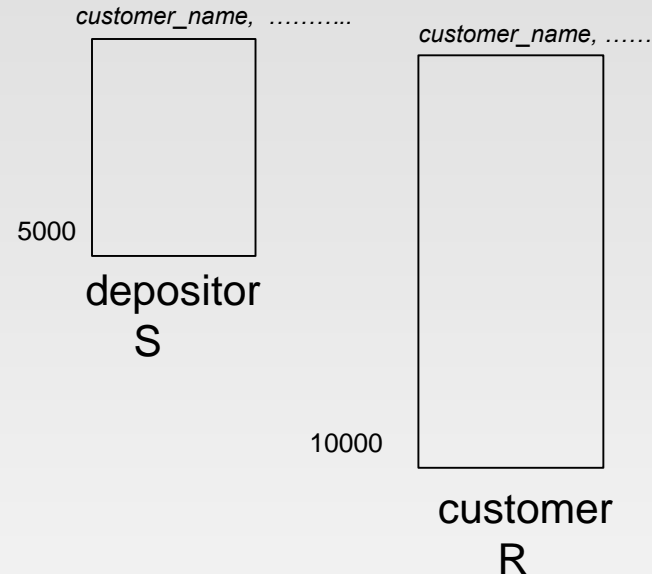 customer_name, ………..
customer_name, ……
5000
depositor
S
10000
customer
R